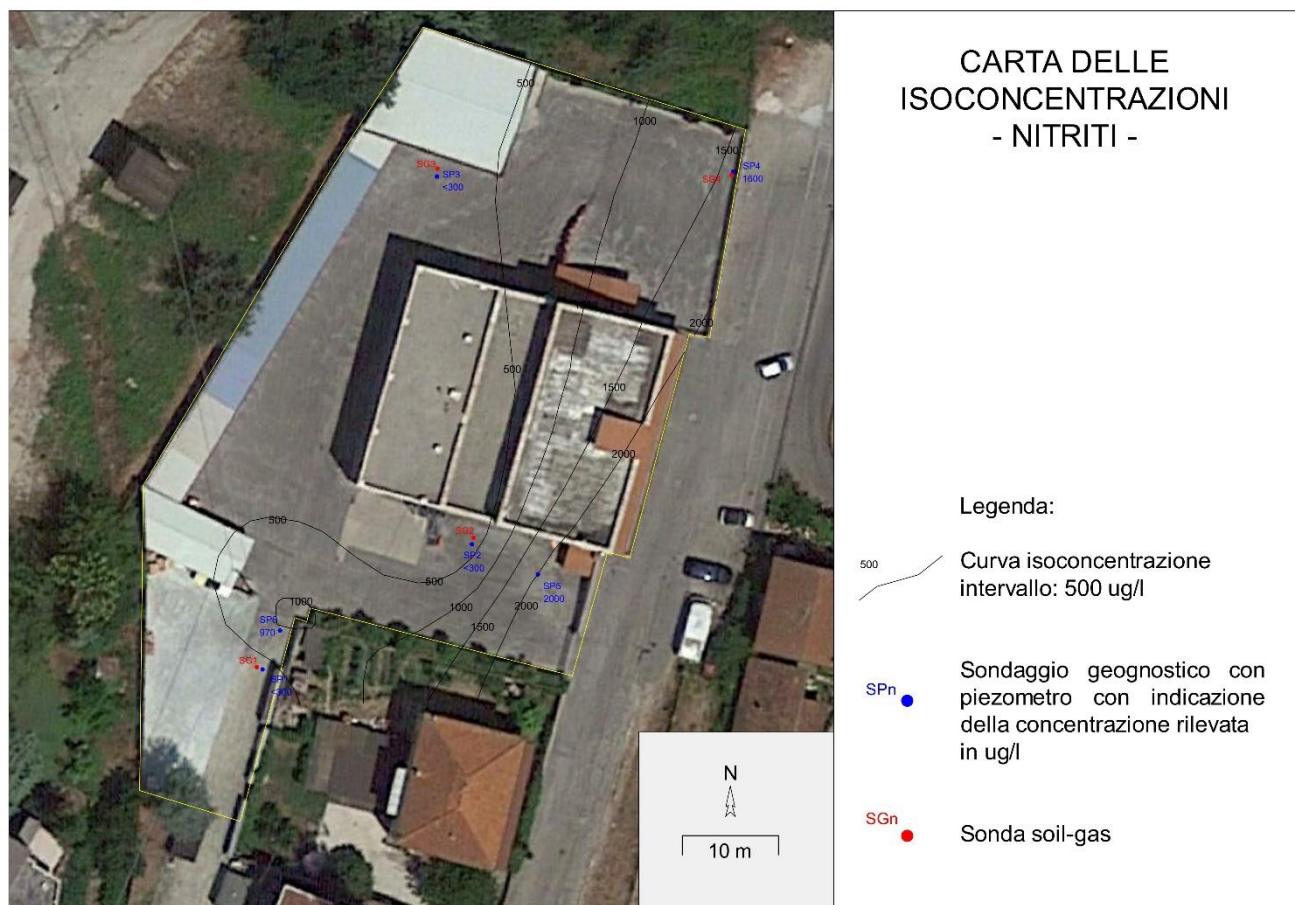 CARTA DELLE
ISOCONCENTRAZIONI
- NITRITI -
500
1000
1500
SG3
SP3
<300
SP4
SG4
1600
2000
500
1500
2000
500
SG2
SP2
<300
500
SP5
2000
1000
1000
2000
1500
SP6
970
SG1
SP1
<300
Legenda:
500
Curva isoconcentrazione
intervallo: 500 ug/l
SPn
Sondaggio geognostico con
piezometro con indicazione
della concentrazione rilevata
in ug/l
SGn
Sonda soil-gas
N
10 m